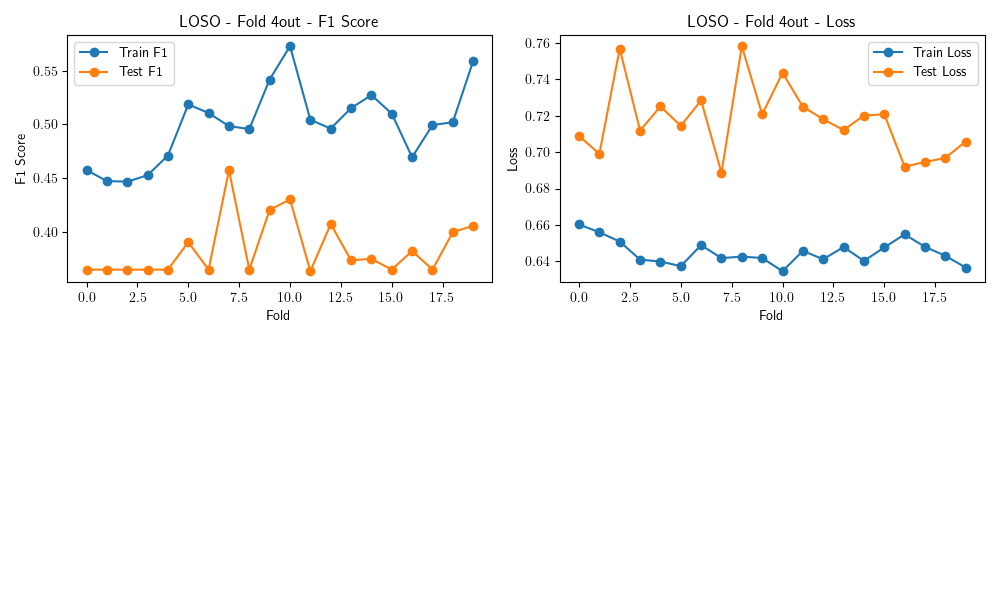 LOSO - Fold 4out - F1 Score
Train F1
Test F1
F1 Score
0.55
0.50
0.45
0.40
0.0 2.5 5.0 7.5 10.0 12.5 15.0 17.5
Fold
LOSO - Fold 4out - Loss
Train Loss
Test Loss
Loss
0.76
0.74
0.72
0.70
0.68
0.66
0.64
0.0 2.5 5.0 7.5 10.0 12.5 15.0 17.5
Fold